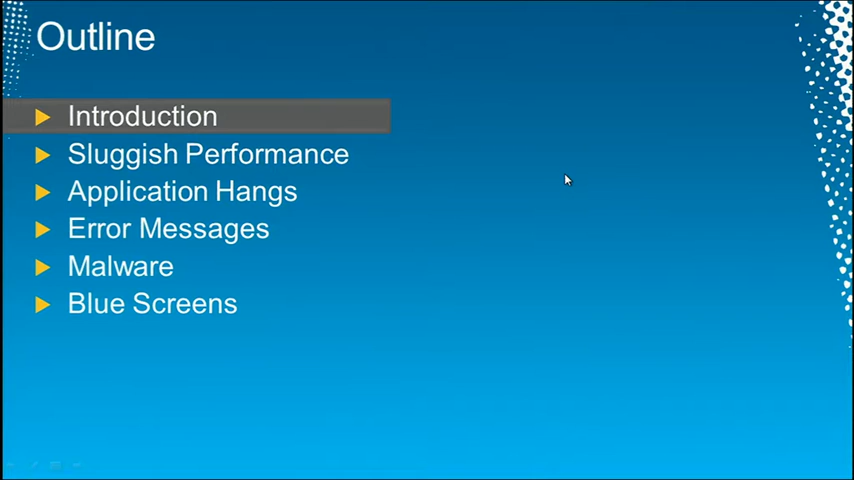 Outline
Introduction
Sluggish Performance
Application Hangs
Error Messages
Malware
Blue Screens